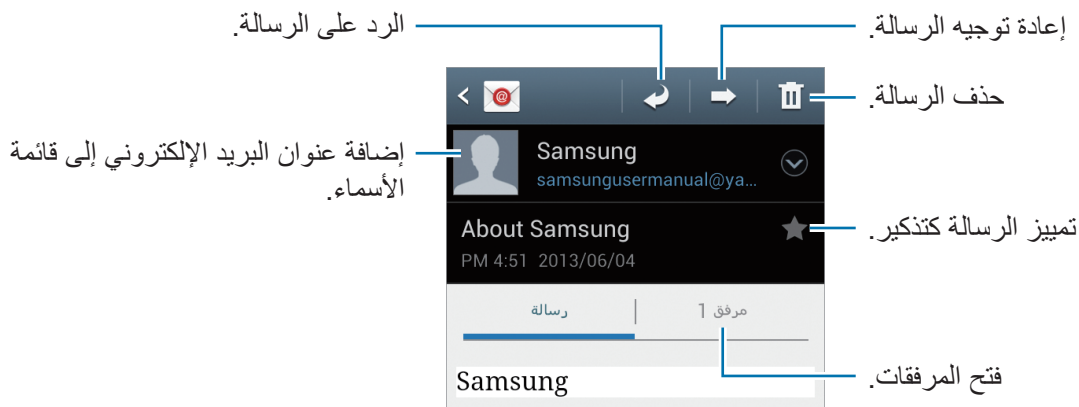 إعادة توجيه الرسالة.
الرد على الرسالة.
حذف الرسالة.
Samsung
samsungusermanual@ya...
إضافة عنوان البريد الإلكتروني إلى قائمة
الأسماء.
About Samsung
تمييز الرسالة كتذكير.
PM 4:51 2013/06/04
رسالة
مرفق 1
فتح المرفقات.
Samsung